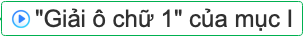 "Giải ô chữ 1" của mục I